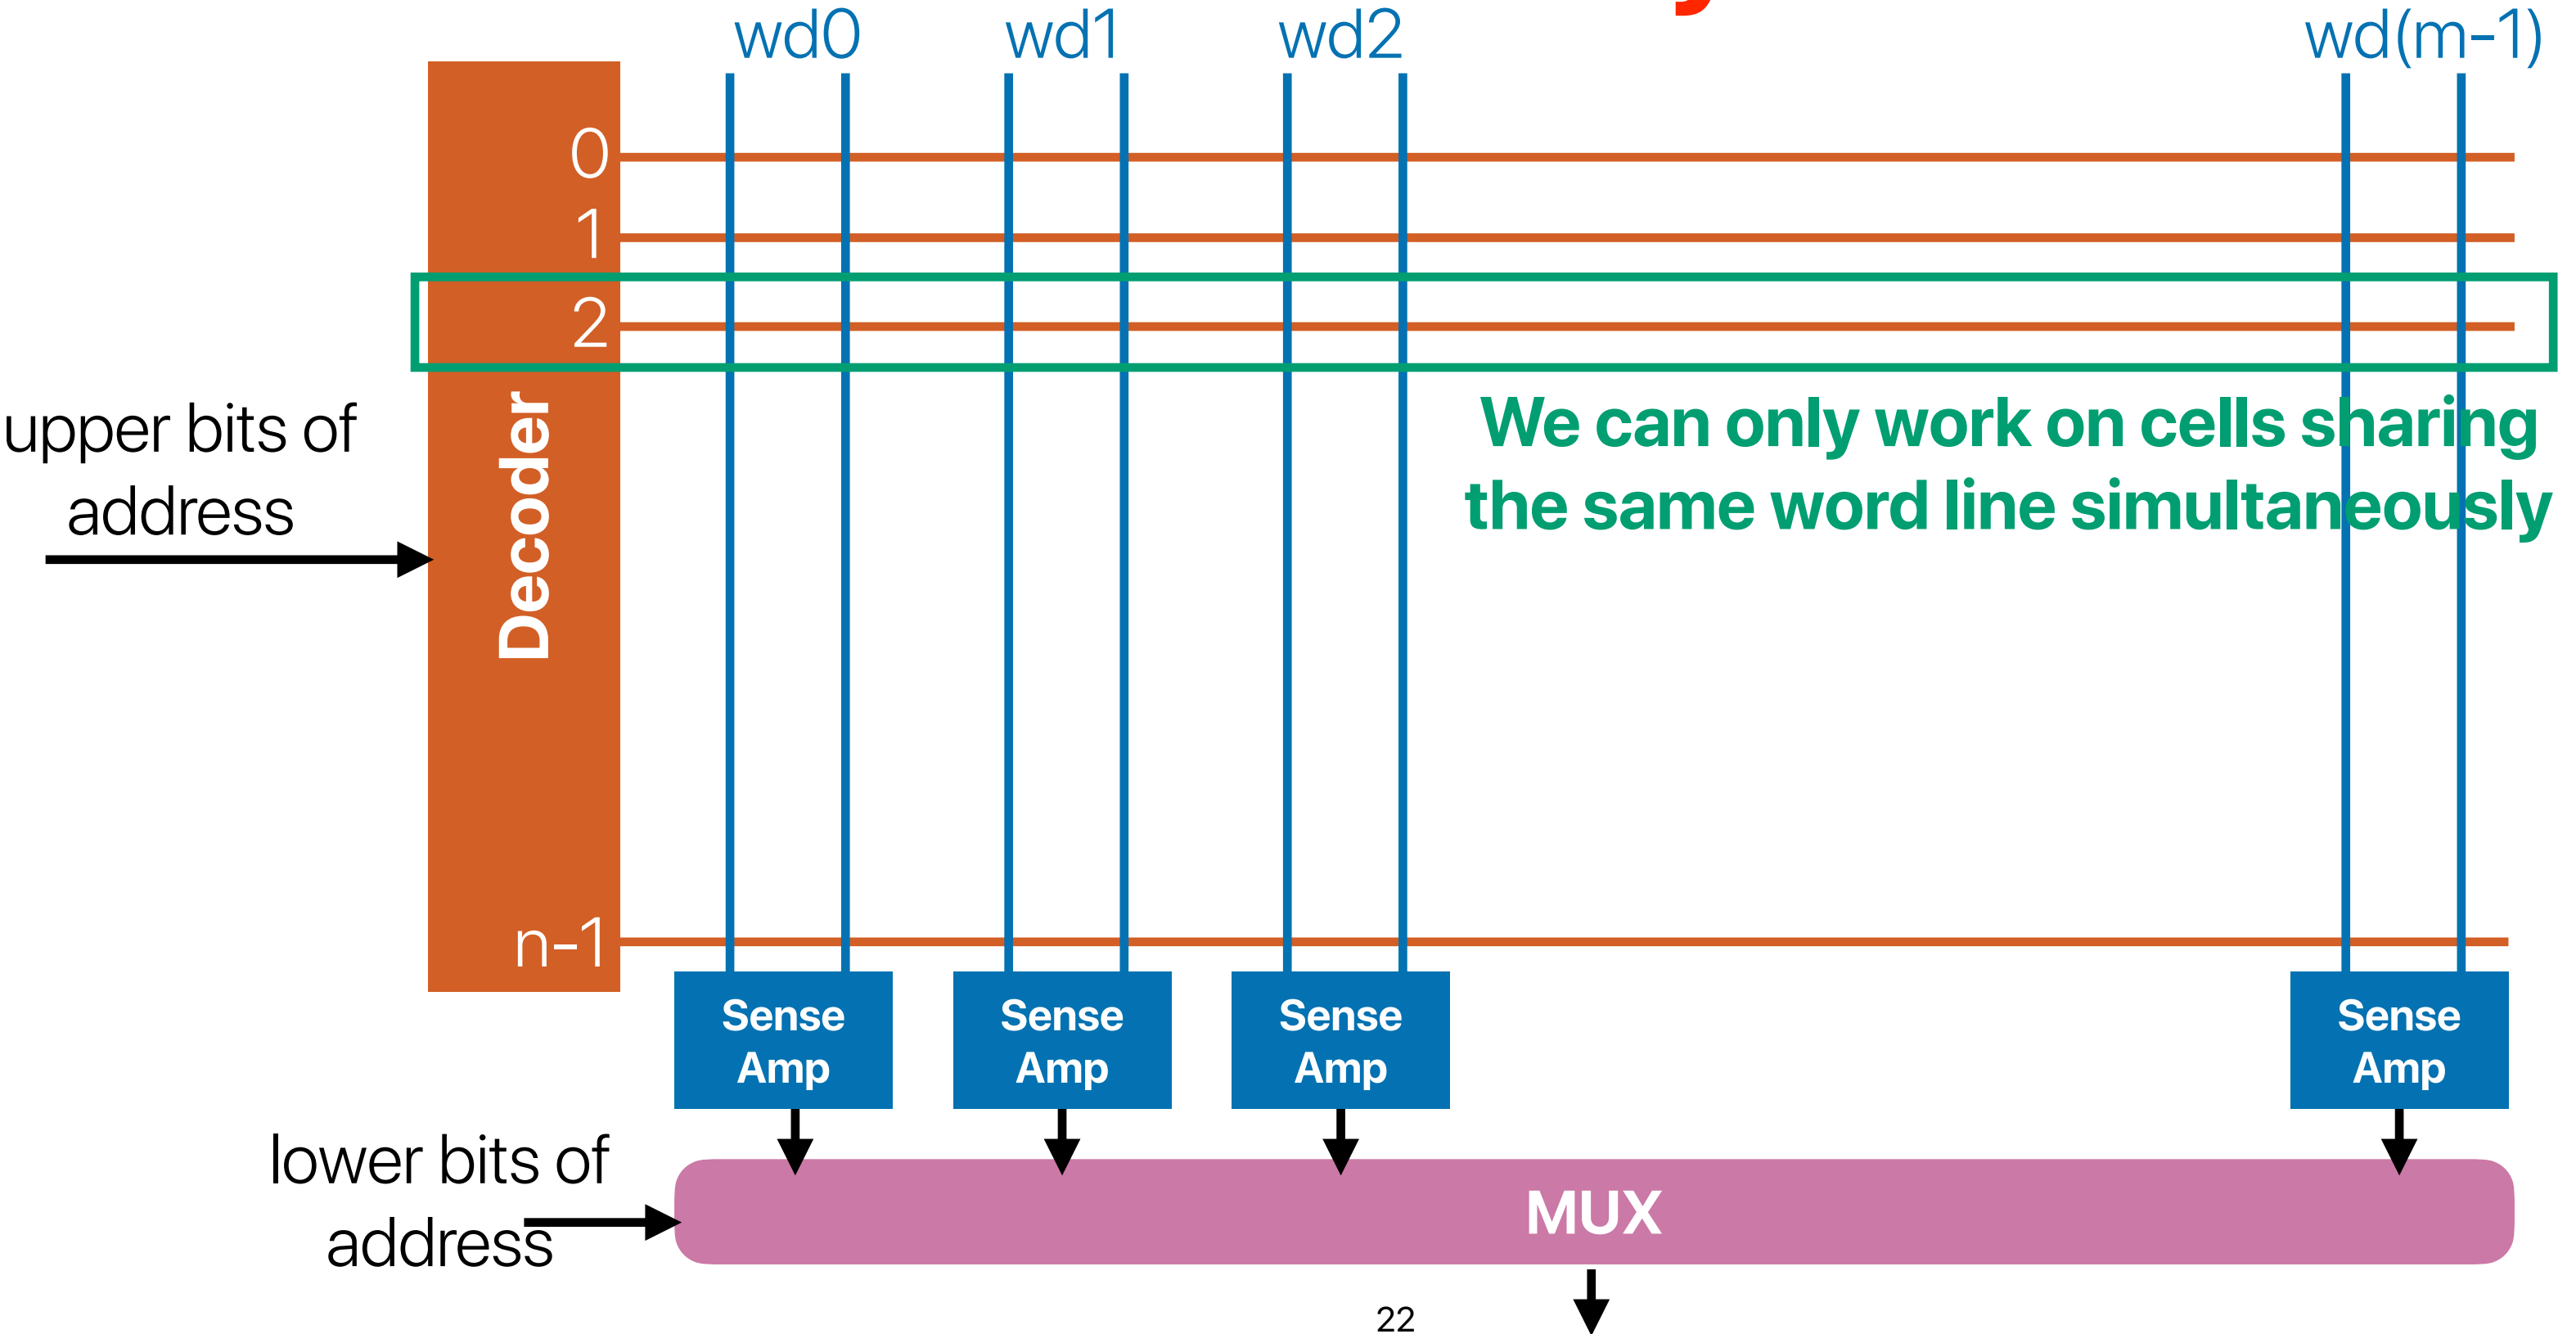 wd0
wd1
wd2
wd(m-1)
0
1
2
upper bits of
address
Decoder
We can only work on cells sharing
the same word line simultaneously
n-1
Sense
Amp
Sense
Amp
Sense
Amp
Sense
Amp
lower bits of
address
MUX
22